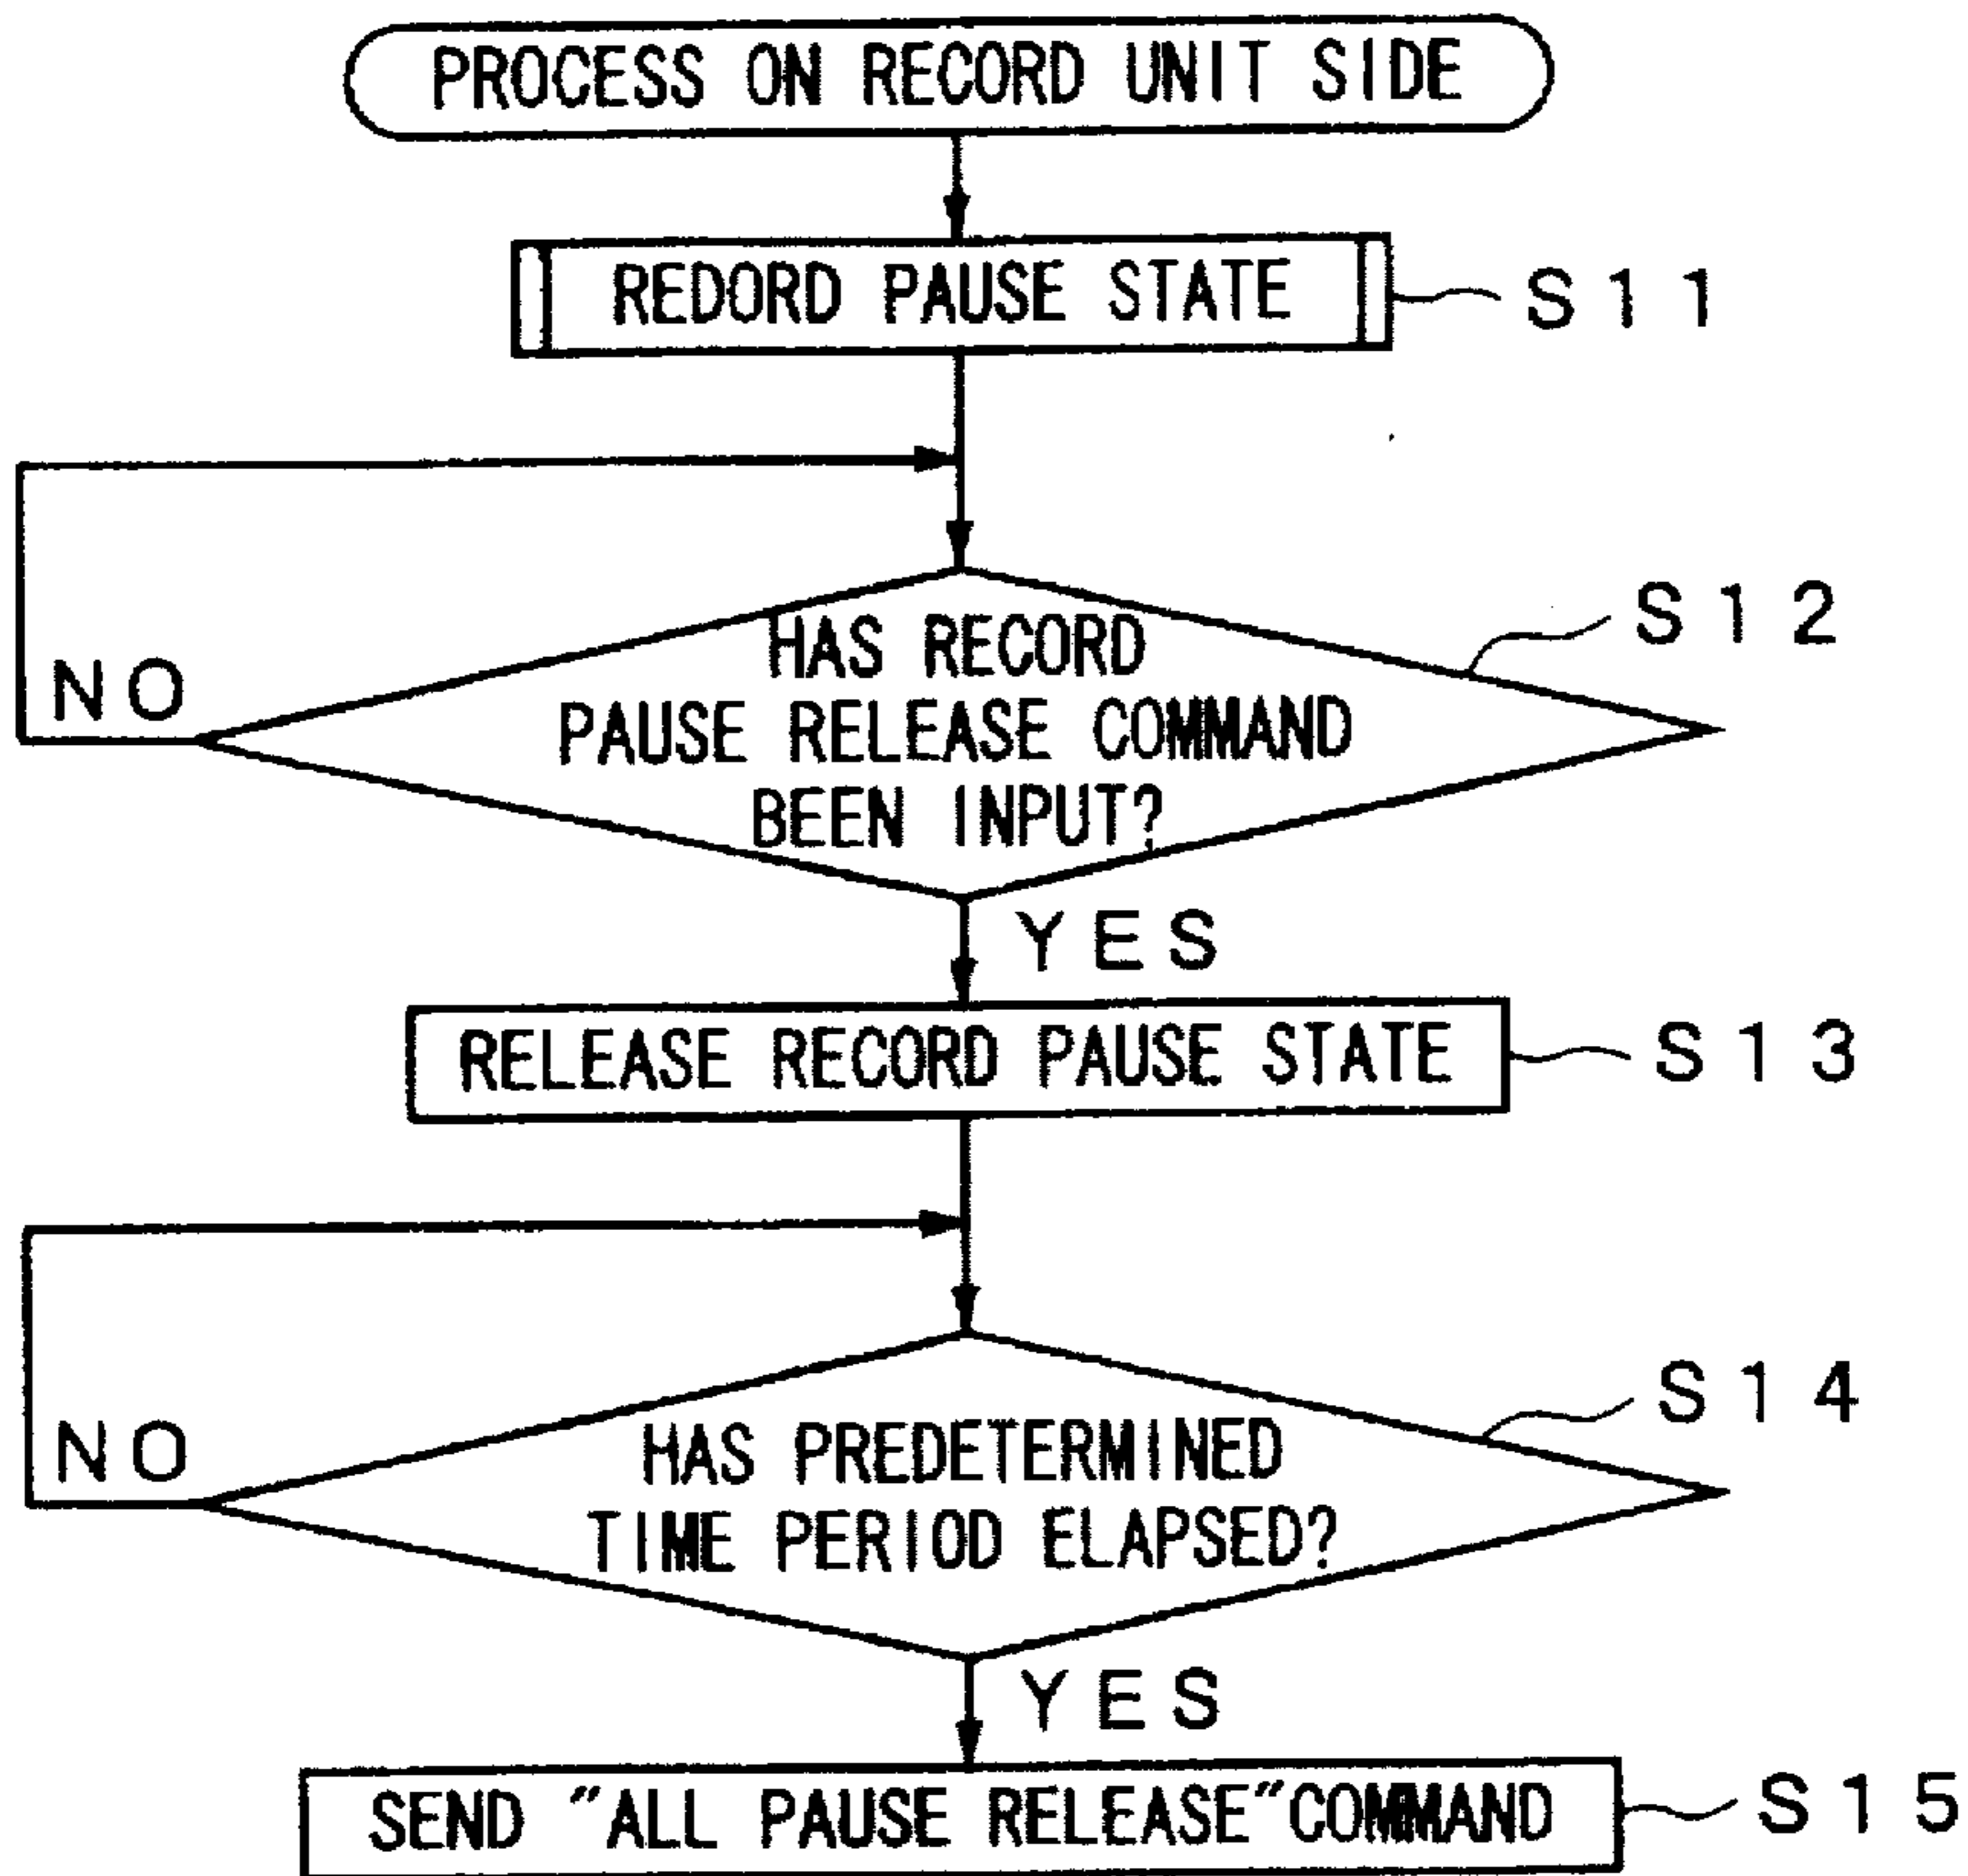 PROCESS ON RECORD UNIT SIDE
REDORD PAUSE STATE
S11
HAS RECORD
PAUSE RELEASE COMMAND
BEEN INPUT?
S12
NO
YES
RELEASE RECORD PAUSE STATE
S13
HAS PREDETERMINED
TIME PERIOD ELAPSED?
S14
NO
YES
SEND "ALL PAUSE RELEASE"COMMAND
S15